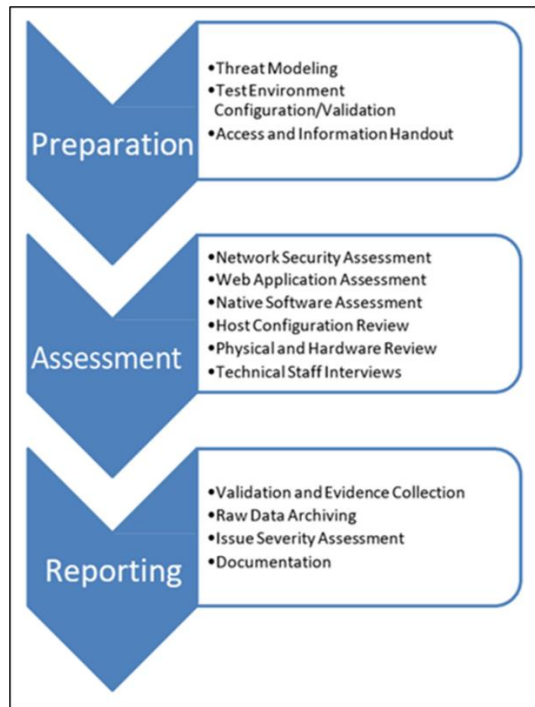 Preparation
•Threat Modeling
•Test Environment
Configuration/Validation
•Access and Information Handout
Assessment
•Network Security Assessment
•Web Application Assessment
•Native Software Assessment
•Host Configuration Review
•Physical and Hardware Review
•Technical Staff Interviews
Reporting
•Validation and Evidence Collection
•Raw Data Archiving
•Issue Severity Assessment
•Documentation